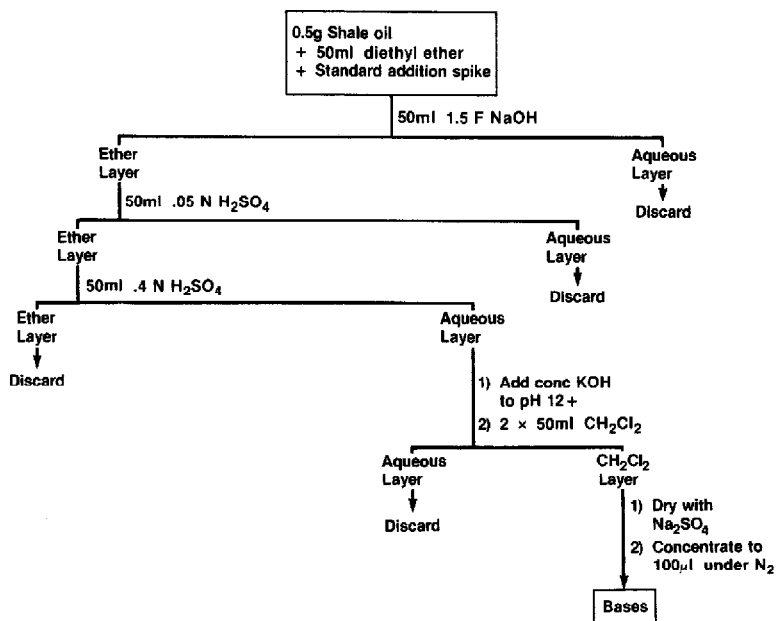 0.5g Shale oil
+ 50ml diethyl ether
+ Standard addition spike
50ml 1.5 F NaOH
Ether
Layer
Aqueous
Layer
Discard
50ml .05 N H₂SO₄
Ether
Layer
Aqueous
Layer
Discard
50ml .4 N H₂SO₄
Ether
Layer
Discard
Aqueous
Layer
1) Add conc KOH
to pH 12+
2) 2 × 50ml CH₂Cl₂
Aqueous
Layer
Discard
CH₂Cl₂
Layer
1) Dry with
Na₂SO₄
2) Concentrate to
100µl under N₂
Bases